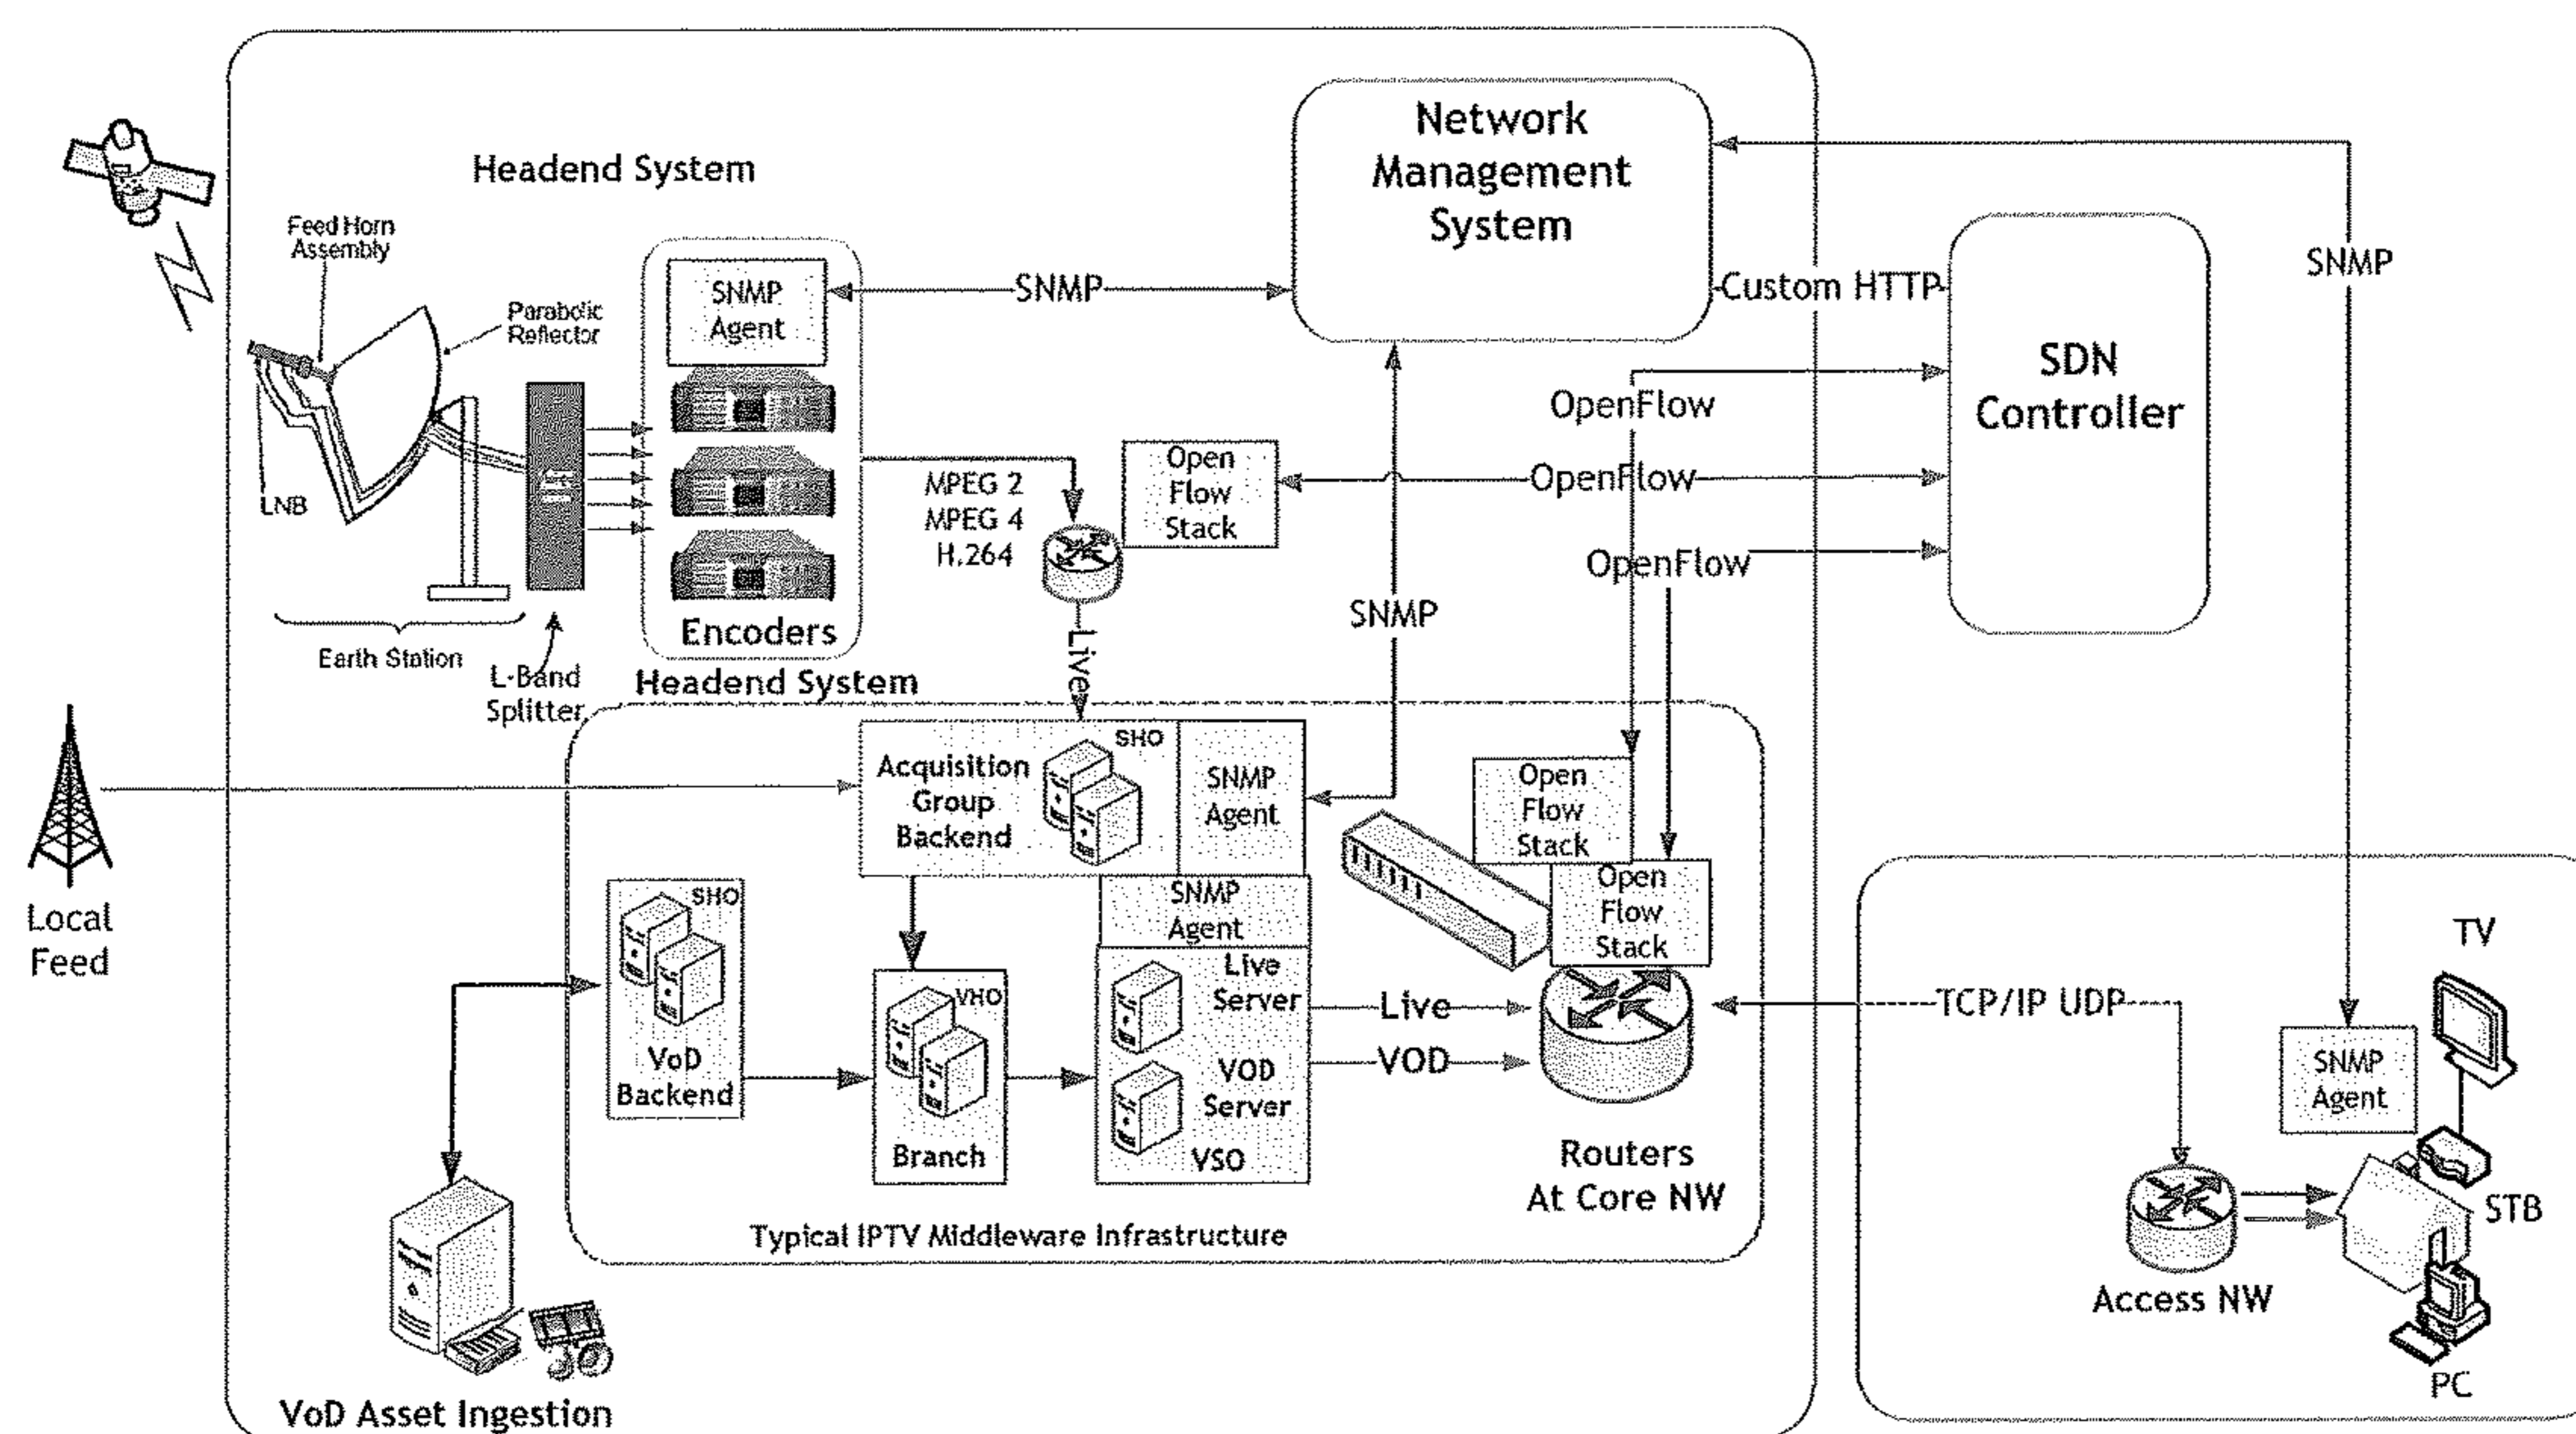 Network
Management
System
Headend System
Feed Horn
Assembly
Parabolic
Reflector
LNB
Earth Station
L-Band
Splitter
SNMP
Agent
Encoders
Headend System
SNMP
Custom HTTP
SNMP
SDN
Controller
OpenFlow
OpenFlow
OpenFlow
MPEG 2
MPEG 4
H.264
Open
Flow
Stack
Live
SNMP
Local
Feed
Acquisition
Group
Backend
SHO
SNMP
Agent
SNMP
Agent
Open
Flow
Stack
Open
Flow
Stack
SHO
VoD
Backend
VHO
Branch
Live
Server
VOD
Server
VSO
Live
VOD
Routers
At Core NW
Typical IPTV Middleware Infrastructure
VoD Asset Ingestion
TCP/IP UDP
TV
SNMP
Agent
STB
Access NW
PC